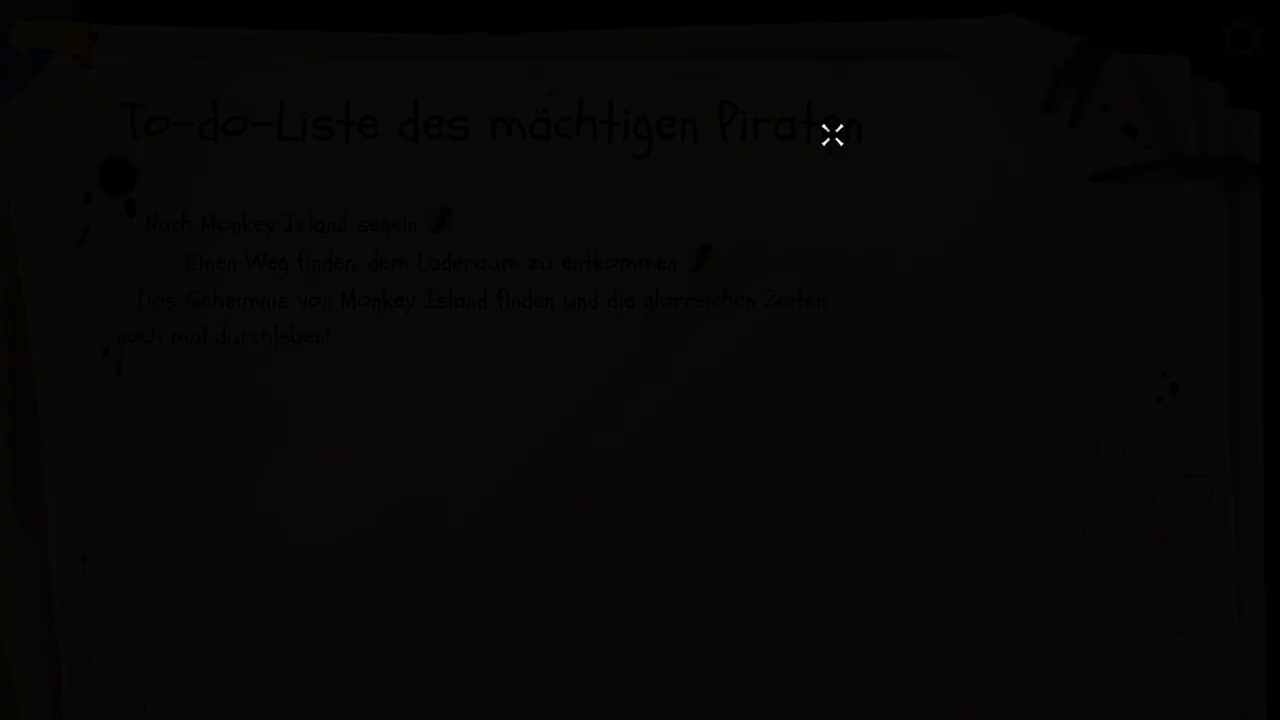 To-do-Liste des mächtigen Piraten
Nach Monkey Island segeln
Einen Weg finden, dem Laderaum zu entkommen
Das Geheimnis von Monkey Island finden und die glorreichen Zeiten
noch mal durchleben!